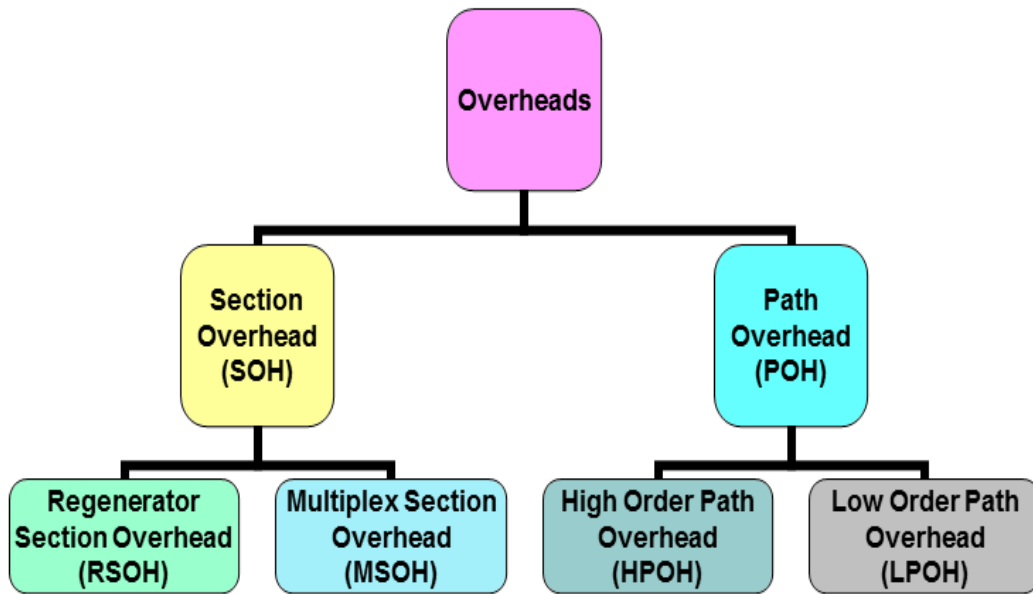 Overheads
Section
Overhead
(SOH)
Path
Overhead
(POH)
Regenerator
Section Overhead
(RSOH)
Multiplex Section
Overhead
(MSOH)
High Order Path
Overhead
(HPOH)
Low Order Path
Overhead
(LPOH)